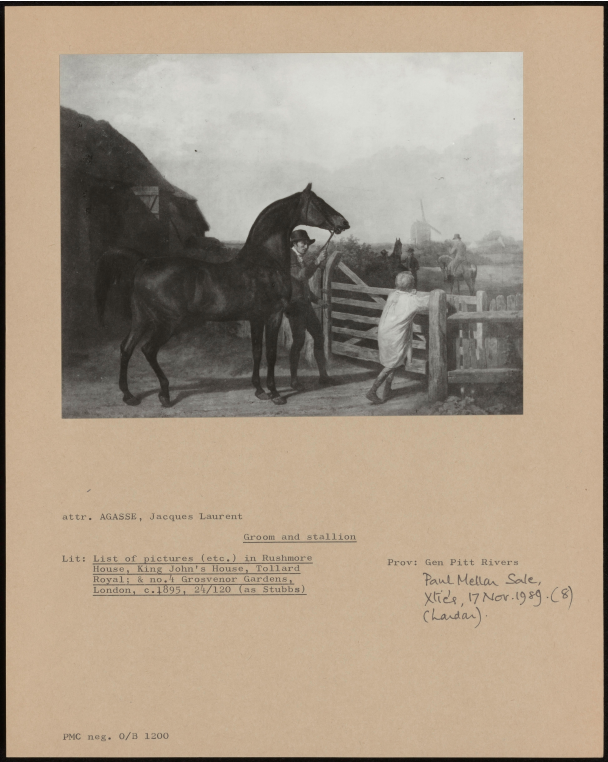 attr. AGASSE, Jacques Laurent
Groom and stallion
Lit: List of pictures (etc.) in Rushmore
House, King John's House, Tollard
Royal; & no.4 Grosvenor Gardens,
London, c.1895, 24/120 (as Stubbs)
Prov: Gen Pitt Rivers
Paul Mellon Sale,
Xtie's, 17 Nov. 1989. (8)
(London).
PMC neg. O/B 1200